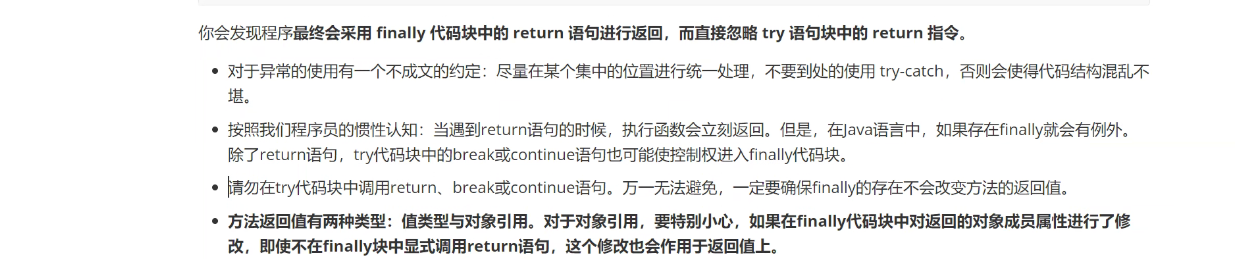 你会发现程序最终会采用 finally 代码块中的 return 语句进行返回，而直接忽略 try 语句块中的 return 指令。
对于异常的使用有一个不成文的约定：尽量在某个集中的位置进行统一处理，不要到处的使用 try-catch，否则会使得代码结构混乱不
堪。
按照我们程序员的惯性认知：当遇到return语句的时候，执行函数会立刻返回。但是，在Java语言中，如果存在finally就会有例外。
除了return语句，try代码块中的break或continue语句也可能使控制权进入finally代码块。
请勿在try代码块中调用return、break或continue语句。万一无法避免，一定要确保finally的存在不会改变方法的返回值。
方法返回值有两种类型：值类型与对象引用。对于对象引用，要特别小心，如果在finally代码块中对返回的对象成员属性进行了修
改，即使不在finally块中显式调用return语句，这个修改也会作用于返回值上。